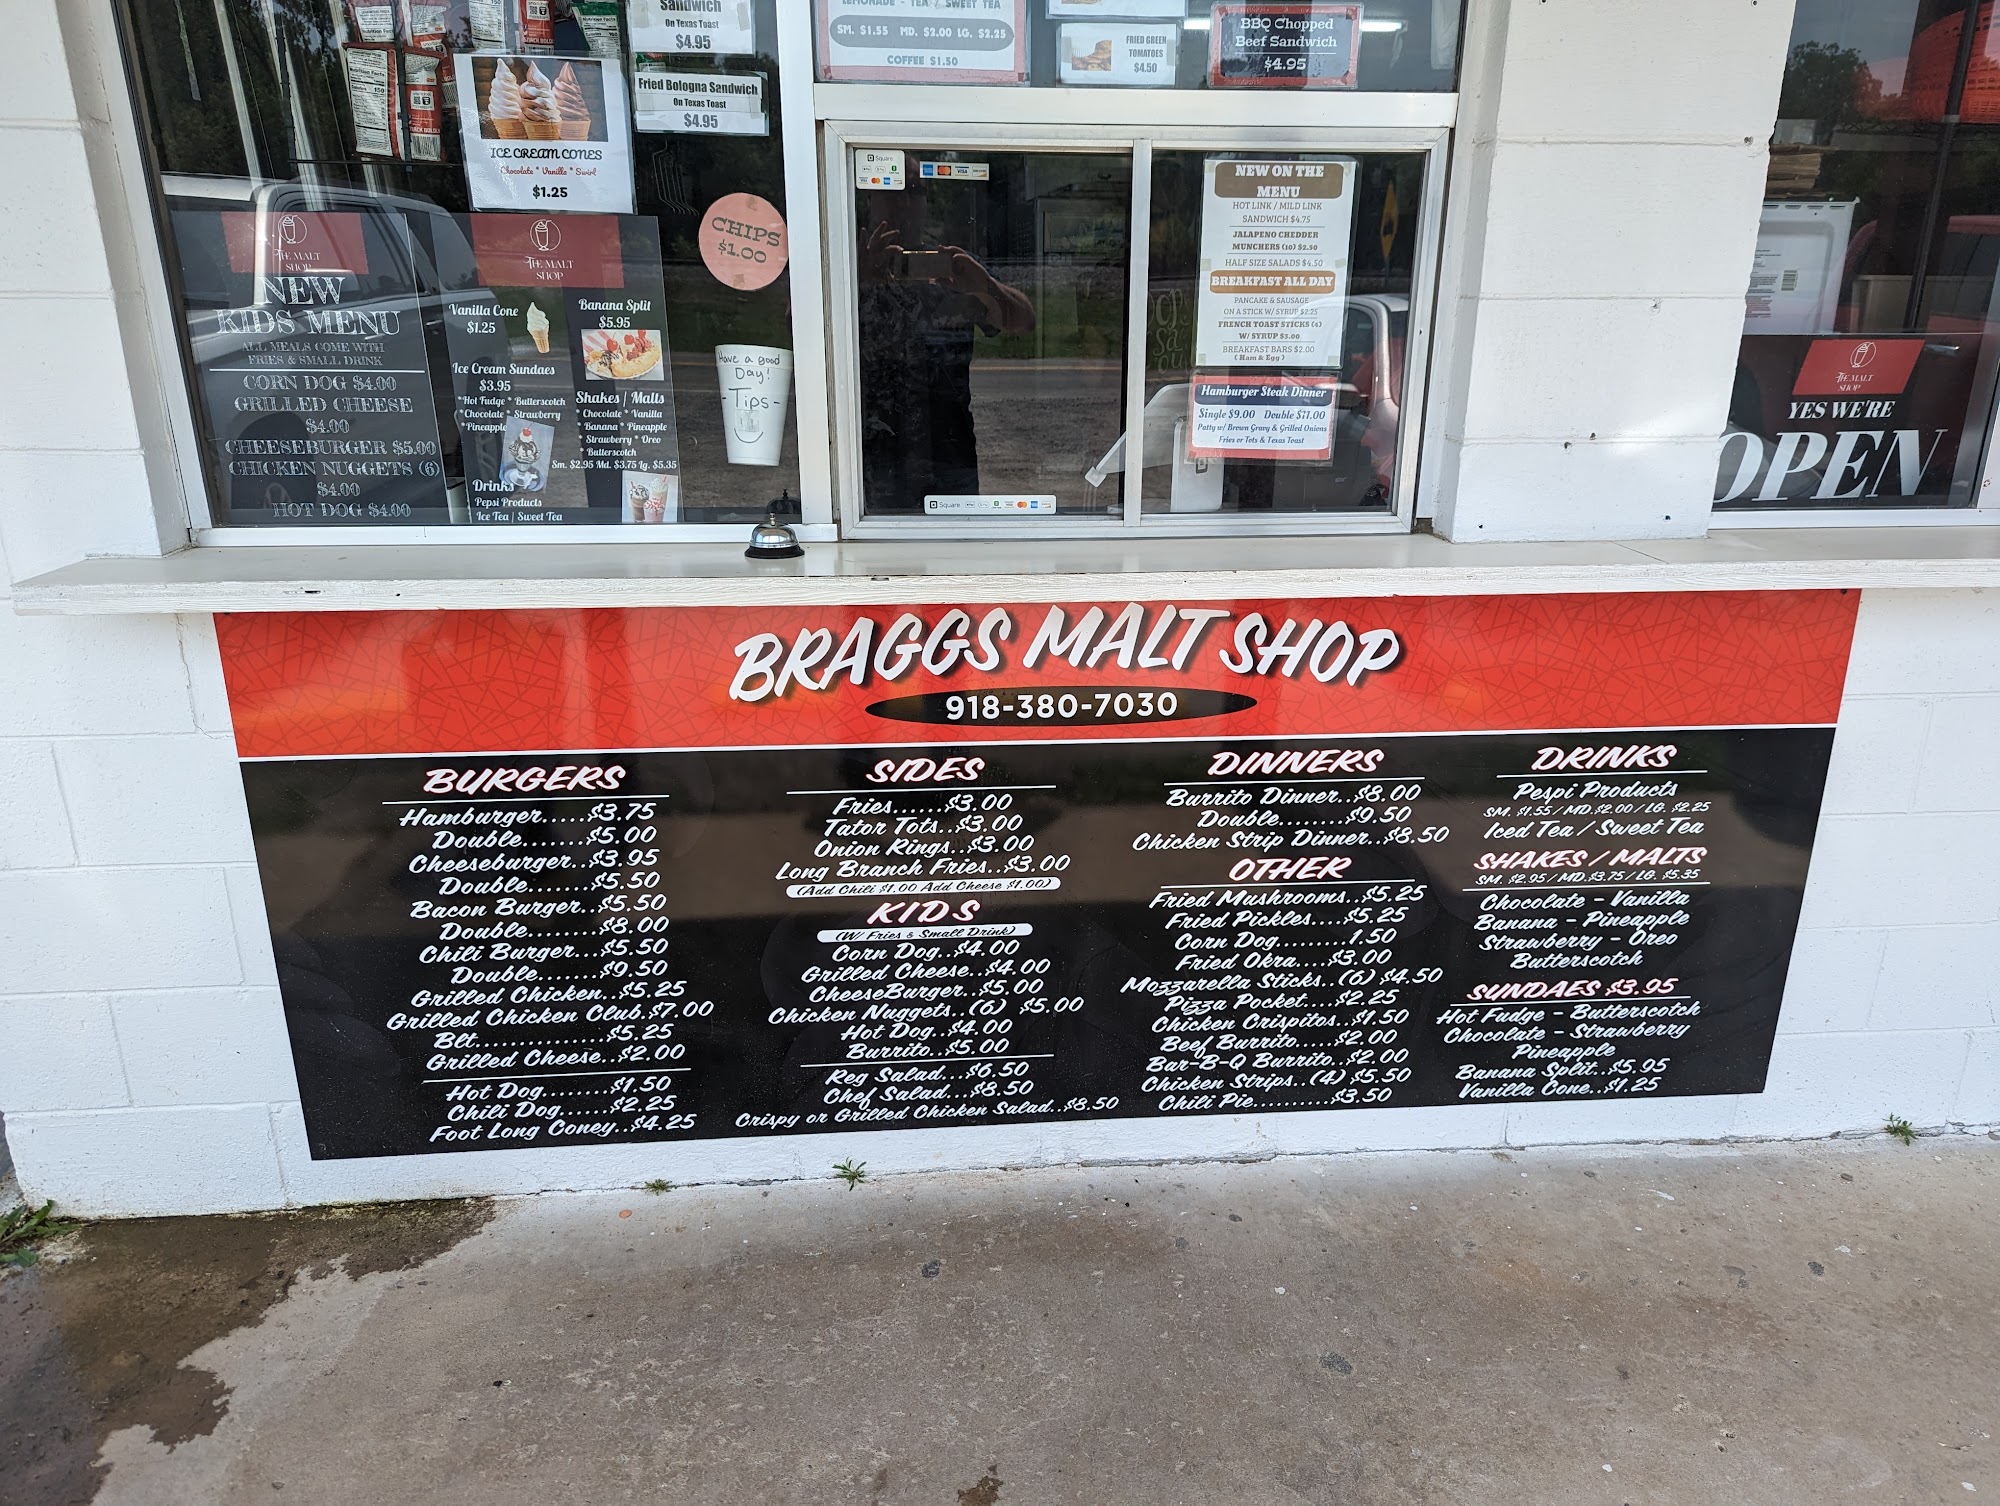 Sandwich
On Texas Toast
$4.95
Fried Bologna Sandwich
On Texas Toast
$4.95
LEMONADE - TEA / SWEET TEA
SM. $1.55 MD. $2.00 LG. $2.25
COFFEE $1.50
FRIED GREEN
TOMATOES
$4.50
BBQ Chopped
Beef Sandwich
$4.95
ICE CREAM CONES
Chocolate * Vanilla * Swirl
$1.25
CHIPS
$1.00
THE MALT
SHOP
NEW
KIDS MENU
ALL MEALS COME WITH
FRIES & SMALL DRINK
CORN DOG $4.00
GRILLED CHEESE
$4.00
CHEESEBURGER $5.00
CHICKEN NUGGETS (6)
$4.00
HOT DOG $4.00
THE MALT
SHOP
Vanilla Cone
$1.25
Ice Cream Sundaes
$3.95
*Hot Fudge * Butterscotch
* Chocolate * Strawberry
*Pineapple
Drinks
Pepsi Products
Ice Tea | Sweet Tea
Banana Split
$5.95
Shakes | Malts
* Chocolate * Vanilla
* Banana * Pineapple
* Strawberry * Oreo
* Butterscotch
Sm. $2.95 Md. $3.75 lg. $5.35
Have a good
Day!
-Tips-
Square
VISA
Square
NEW ON THE
MENU
HOT LINK / MILD LINK
SANDWICH $4.75
JALAPENO CHEDDER
MUNCHERS (10) $2.50
HALF SIZE SALADS $4.50
BREAKFAST ALL DAY
PANCAKE & SAUSAGE
ON A STICK W/ SYRUP $2.25
FRENCH TOAST STICKS (6)
W/ SYRUP $3.00
BREAKFAST BARS $2.00
( Ham & Egg )
Hamburger Steak Dinner
Single $9.00 Double $11.00
Patty w/ Brown Gravy & Grilled Onions
Fries or Tots & Texas Toast
THE MALT
SHOP
YES WE'RE
OPEN
BRAGGS MALT SHOP
918-380-7030
BURGERS
Hamburger.....$3.75
Double.......$5.00
Cheeseburger..$3.95
Double.......$5.50
Bacon Burger..$5.50
Double.......$8.00
Chili Burger...$5.50
Double.......$9.50
Grilled Chicken..$5.25
Grilled Chicken Club.$7.00
Blt...............$5.25
Grilled Cheese..$2.00
Hot Dog........$1.50
Chili Dog......$2.25
Foot Long Coney..$4.25
SIDES
Fries......$3.00
Tator Tots..$3.00
Onion Rings..$3.00
Long Branch Fries..$3.00
(Add Chili $1.00 Add Cheese $1.00)
KIDS
(W/ Fries & Small Drink)
Corn Dog..$4.00
Grilled Cheese..$4.00
CheeseBurger..$5.00
Chicken Nuggets..(6) $5.00
Hot Dog..$4.00
Burrito..$5.00
Reg Salad...$6.50
Chef Salad...$8.50
Crispy or Grilled Chicken Salad..$8.50
DINNERS
Burrito Dinner..$8.00
Double........$9.50
Chicken Strip Dinner..$8.50
OTHER
Fried Mushrooms..$5.25
Fried Pickles....$5.25
Corn Dog.........1.50
Fried Okra....$3.00
Mozzarella Sticks..(6) $4.50
Pizza Pocket....$2.25
Chicken Crispitos..$1.50
Beef Burrito.....$2.00
Bar-B-Q Burrito..$2.00
Chicken Strips..(4) $5.50
Chili Pie..........$3.50
DRINKS
Pespi Products
SM. $1.55 / MD.$2.00 / LG. $2.25
Iced Tea / Sweet Tea
SHAKES / MALTS
SM. $2.95 / MD.$3.75 / LG. $5.35
Chocolate - Vanilla
Banana - Pineapple
Strawberry - Oreo
Butterscotch
SUNDAES $3.95
Hot Fudge - Butterscotch
Chocolate - Strawberry
Pineapple
Banana Split..$5.95
Vanilla Cone..$1.25